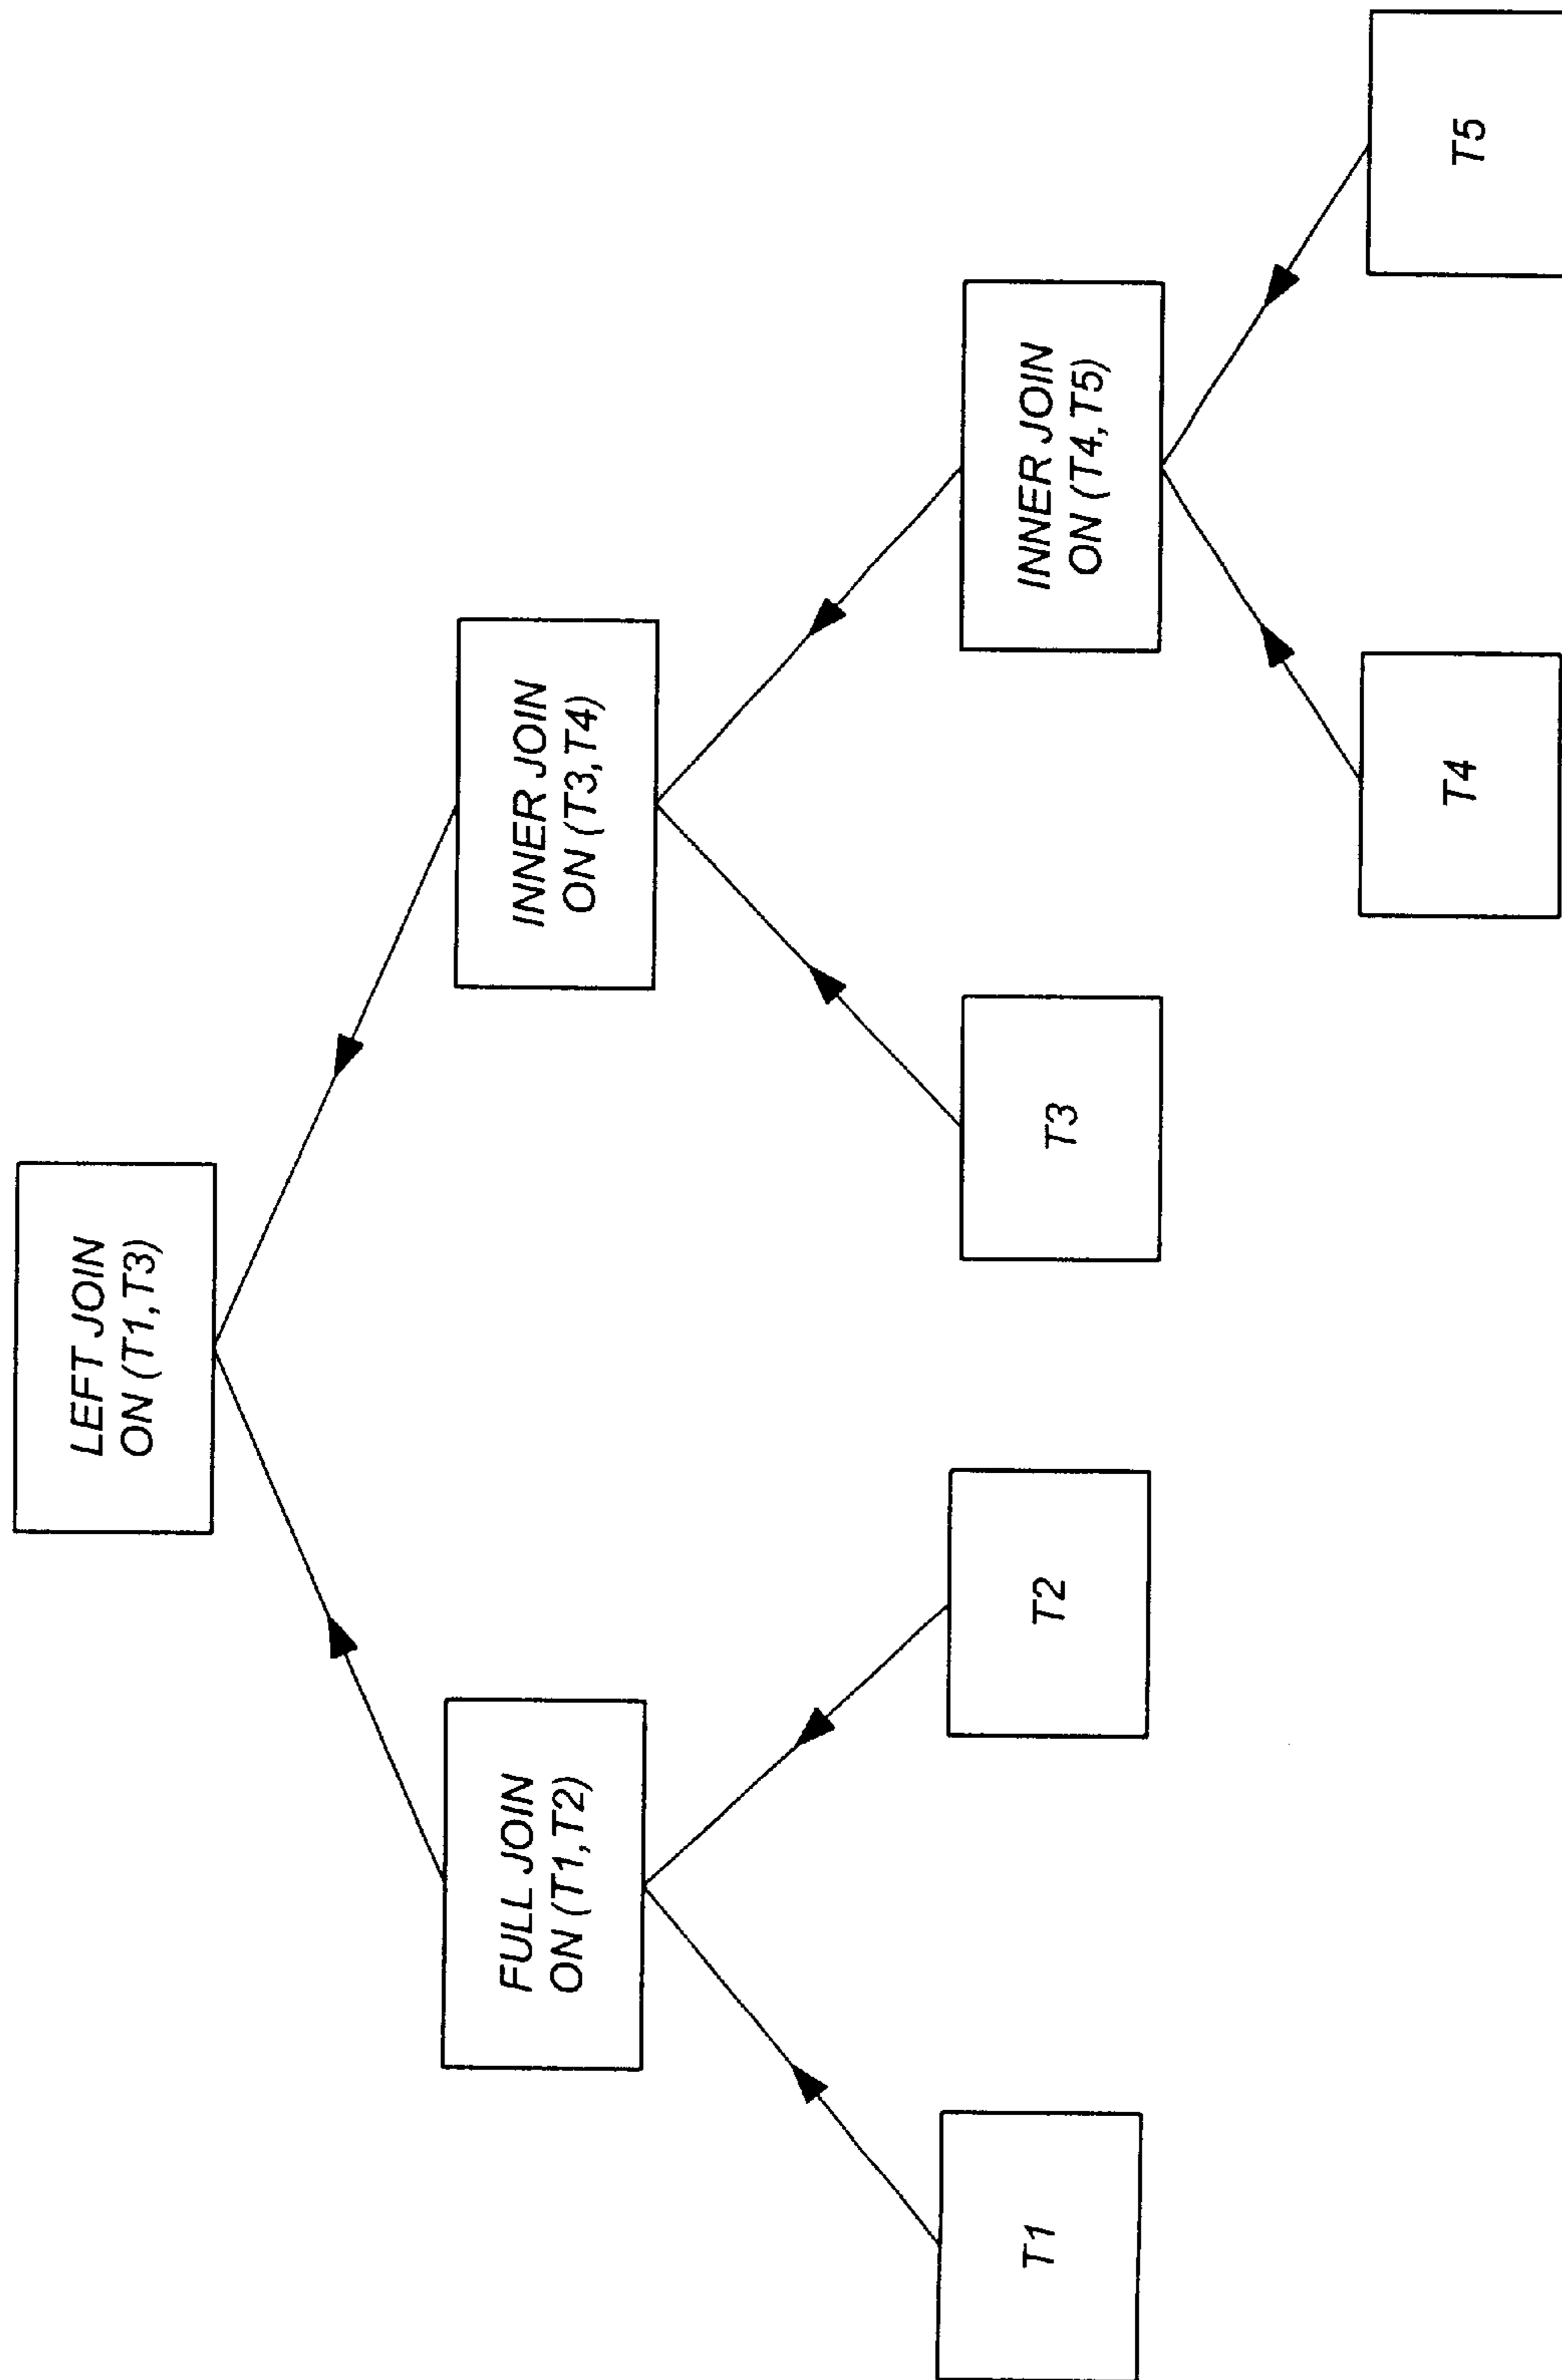 LEFT JOIN
ON (T1,T3)
FULL JOIN
ON (T1,T2)
INNER JOIN
ON (T3,T4)
T1
T2
T3
INNER JOIN
ON (T4,T5)
T4
T5